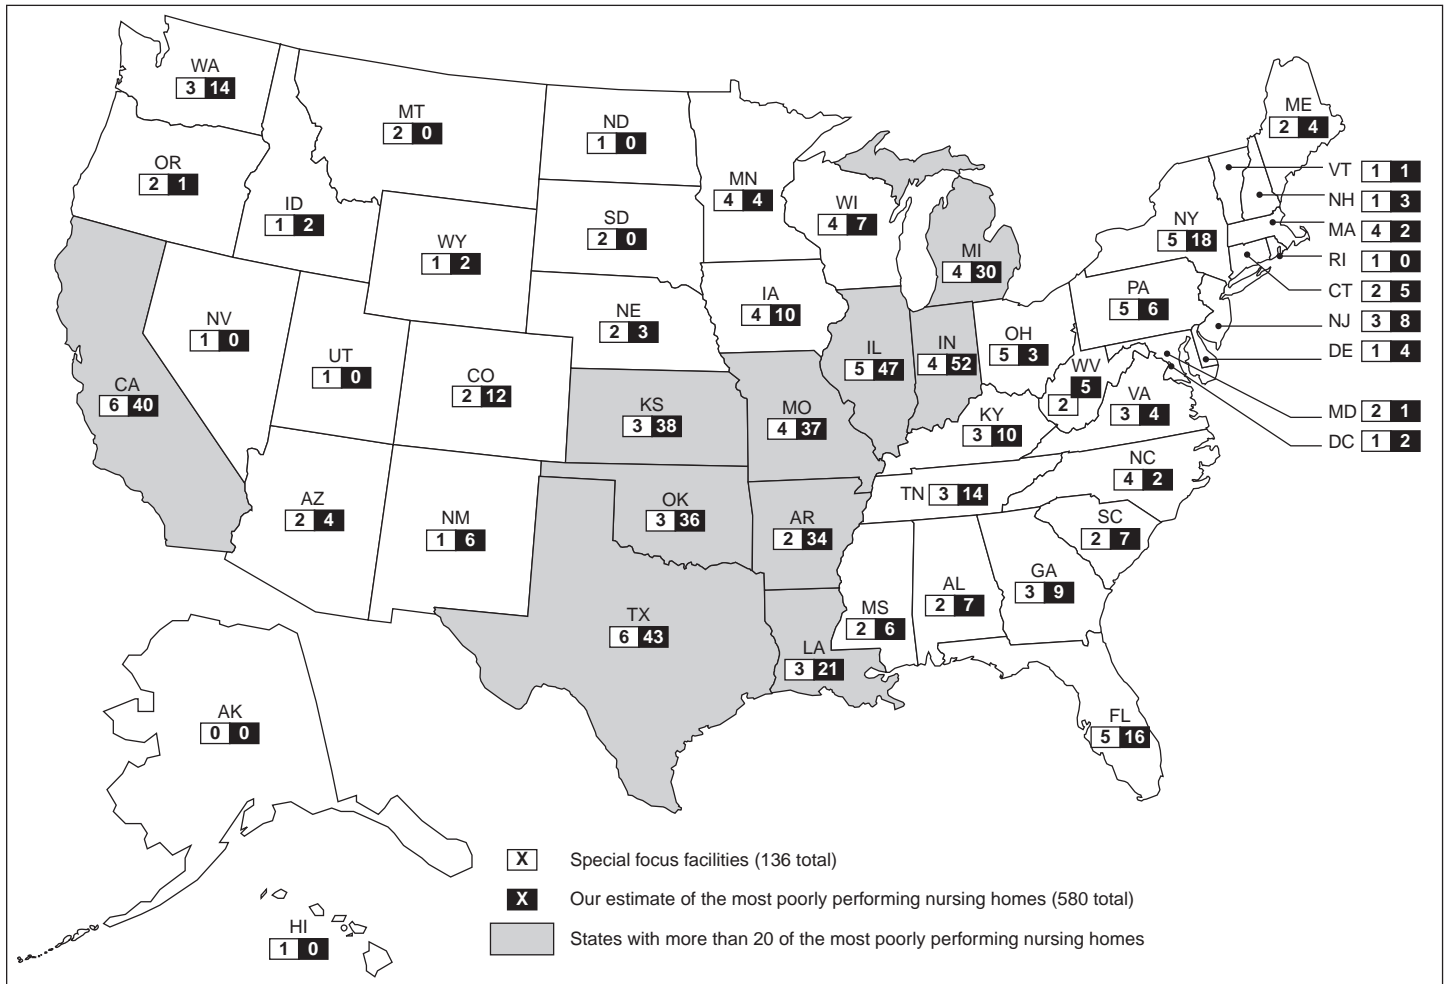 WA
3 14
MT
2 0
ND
1 0
MN
4 4
OR
2 1
ID
1 2
WY
1 2
SD
2 0
WI
4 7
MI
4 30
NY
5 18
ME
2 4
VT 1 1
NH 1 3
MA 4 2
RI 1 0
CT 2 5
NJ 3 8
DE 1 4
MD 2 1
DC 1 2
NV
1 0
UT
1 0
CO
2 12
NE
2 3
IA
4 10
IL
5 47
IN
4 52
OH
5 3
PA
5 6
WV
5
2
VA
3 4
CA
6 40
KS
3 38
MO
4 37
KY
3 10
NC
4 2
TN 3 14
SC
2 7
AZ
2 4
NM
1 6
OK
3 36
AR
2 34
MS
2 6
AL
2 7
GA
3 9
TX
6 43
LA
3 21
FL
5 16
AK
0 0
HI
1 0
X Special focus facilities (136 total)
X Our estimate of the most poorly performing nursing homes (580 total)
States with more than 20 of the most poorly performing nursing homes